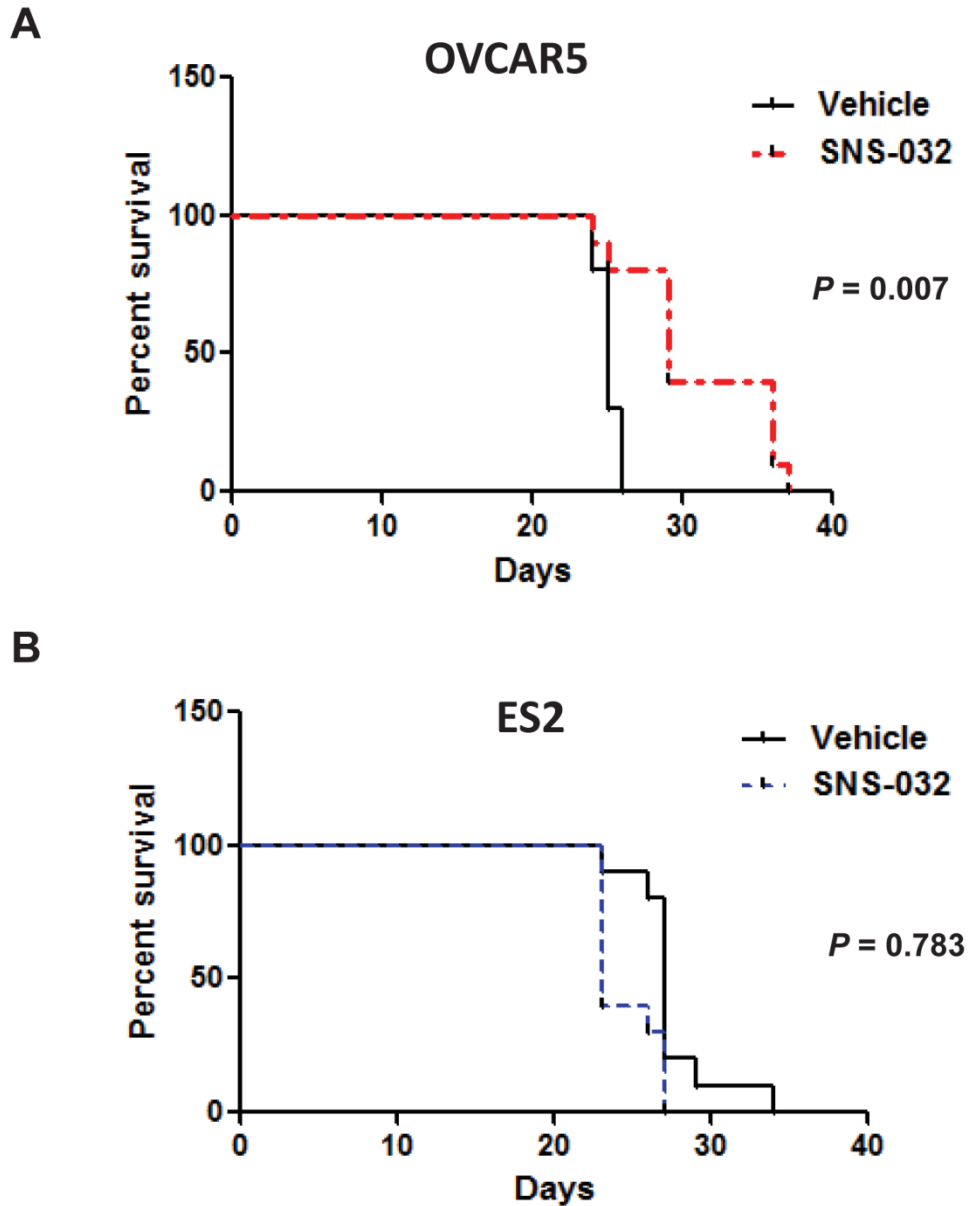 A
OVCAR5
150
100
50
0
Percent survival
0 10 20 30 40
Days
Vehicle
SNS-032
P = 0.007
B
ES2
150
100
50
0
Percent survival
0 10 20 30 40
Days
Vehicle
SNS-032
P = 0.783